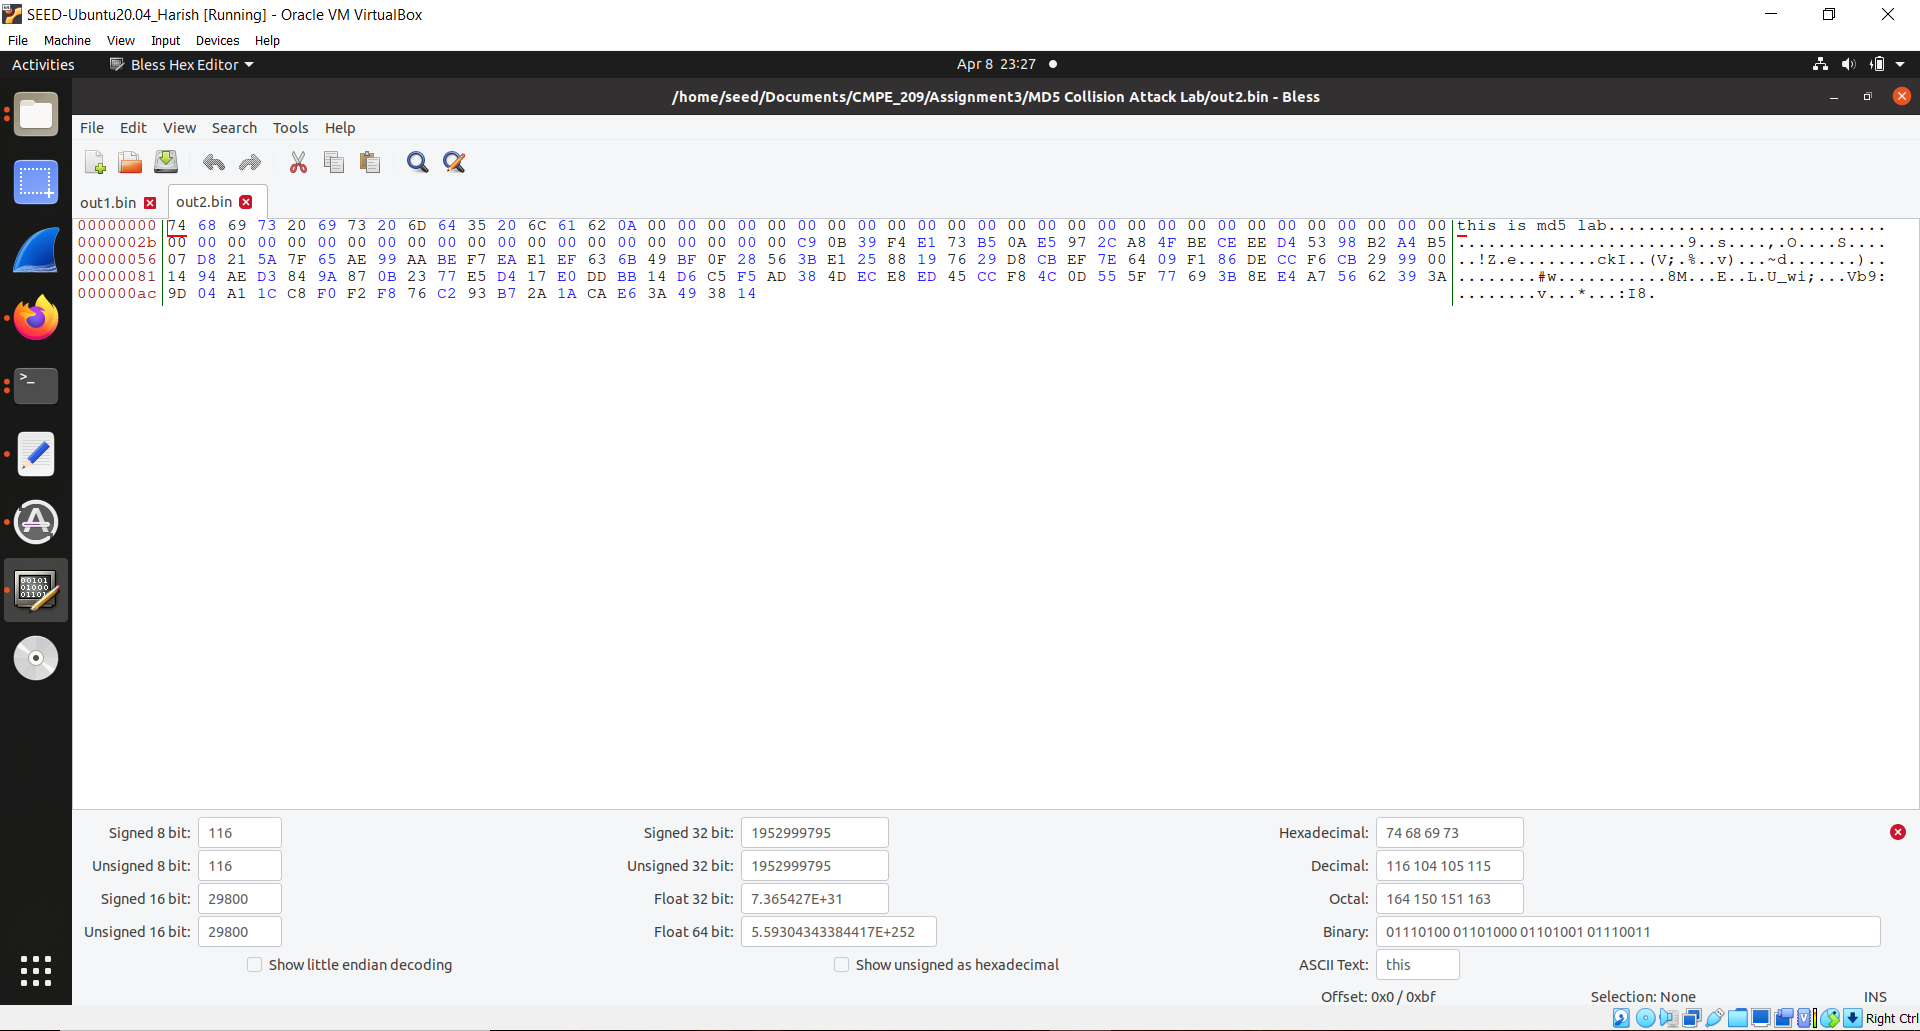 SEED-Ubuntu20.04_Harish [Running] - Oracle VM VirtualBox
File Machine View Input Devices Help
Activities Bless Hex Editor Apr 8 23:27
/home/seed/Documents/CMPE_209/Assignment3/MD5 Collision Attack Lab/out2.bin - Bless
File Edit View Search Tools Help
out1.bin out2.bin
00000000 74 68 69 73 20 69 73 20 6D 64 35 20 6C 61 62 0A 00 00 00 00 00 00 00 00 00 00 00 00 00 00 00 00 00 00 00 00 00 00 00 00 00 00 00 this is md5 lab............................
0000002b 00 00 00 00 00 00 00 00 00 00 00 00 00 00 00 00 00 00 00 00 00 C9 0B 39 F4 E1 73 B5 0A E5 97 2C A8 4F BE CE EE D4 53 98 B2 A4 B5 .......................9..s....,.O....S....
00000056 07 D8 21 5A 7F 65 AE 99 AA BE F7 EA E1 EF 63 6B 49 BF 0F 28 56 3B E1 25 88 19 76 29 D8 CB EF 7E 64 09 F1 86 DE CC F6 CB 29 99 00 ..!Z.e........ckI..(V;.%..v)...~d.......)..
00000081 14 94 AE D3 84 9A 87 0B 23 77 E5 D4 17 E0 DD BB 14 D6 C5 F5 AD 38 4D EC E8 ED 45 CC F8 4C 0D 55 5F 77 69 3B 8E E4 A7 56 62 39 3A ........#w...........8M...E..L.U_wi;...Vb9:
000000ac 9D 04 A1 1C C8 F0 F2 F8 76 C2 93 B7 2A 1A CA E6 3A 49 38 14 ........v...*...:I8.
Signed 8 bit: 116 Signed 32 bit: 1952999795 Hexadecimal: 74 68 69 73
Unsigned 8 bit: 116 Unsigned 32 bit: 1952999795 Decimal: 116 104 105 115
Signed 16 bit: 29800 Float 32 bit: 7.365427E+31 Octal: 164 150 151 163
Unsigned 16 bit: 29800 Float 64 bit: 5.59304343384417E+252 Binary: 01110100 01101000 01101001 01110011
Show little endian decoding Show unsigned as hexadecimal ASCII Text: this
Offset: 0x0 / 0xbf Selection: None INS
Right Ctrl